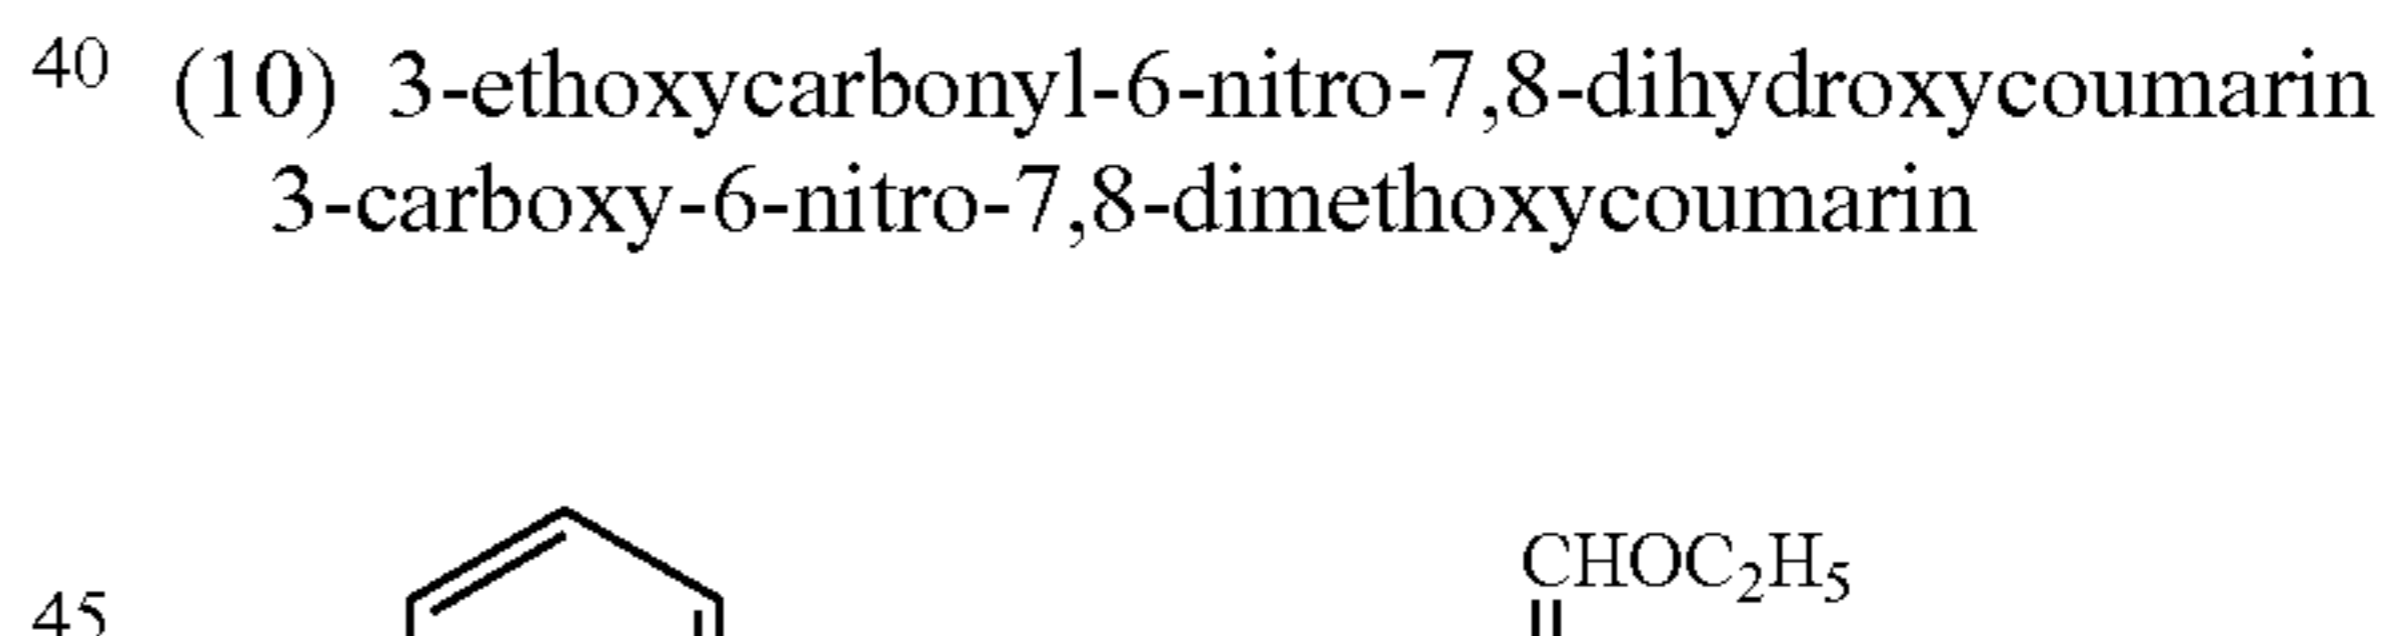 40 (10) 3-ethoxycarbonyl-6-nitro-7,8-dihydroxycoumarin
3-carboxy-6-nitro-7,8-dimethoxycoumarin
CHOC₂H₅
45